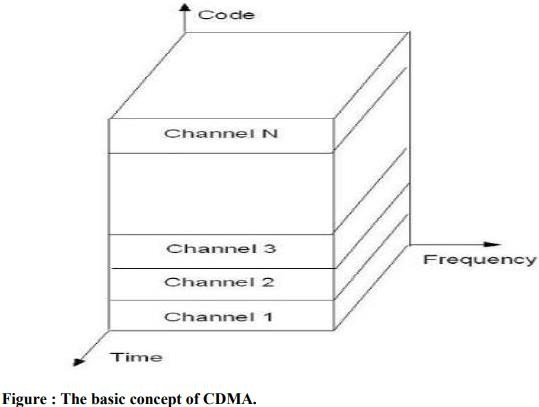 Code
Channel N
Channel 3
Frequency
Channel 2
Channel 1
Time
Figure : The basic concept of CDMA.